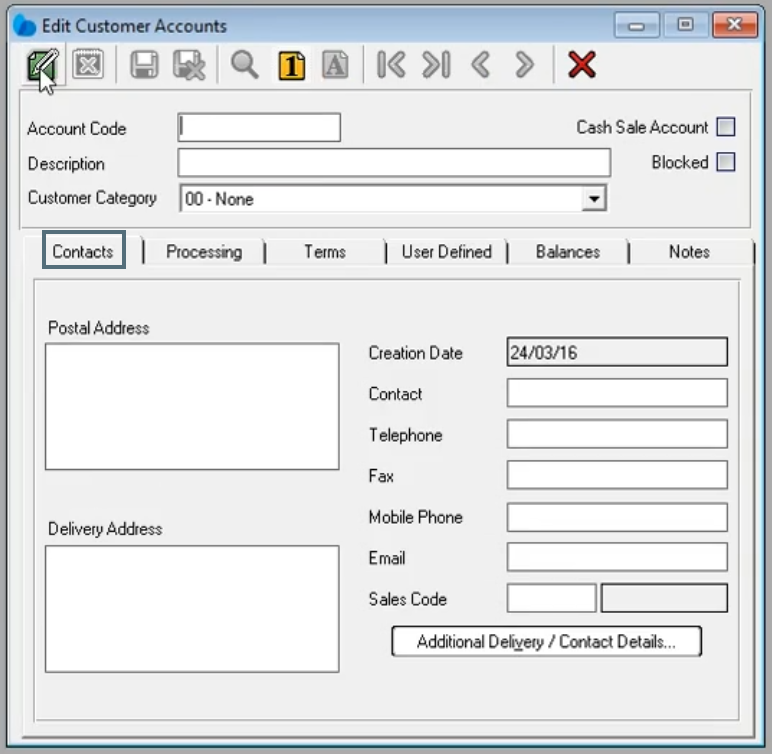 Edit Customer Accounts
1 A
Account Code
Cash Sale Account
Description
Blocked
Customer Category 00 - None
Contacts Processing Terms User Defined Balances Notes
Postal Address
Creation Date 24/03/16
Contact
Telephone
Fax
Mobile Phone
Delivery Address
Email
Sales Code
Additional Delivery / Contact Details...